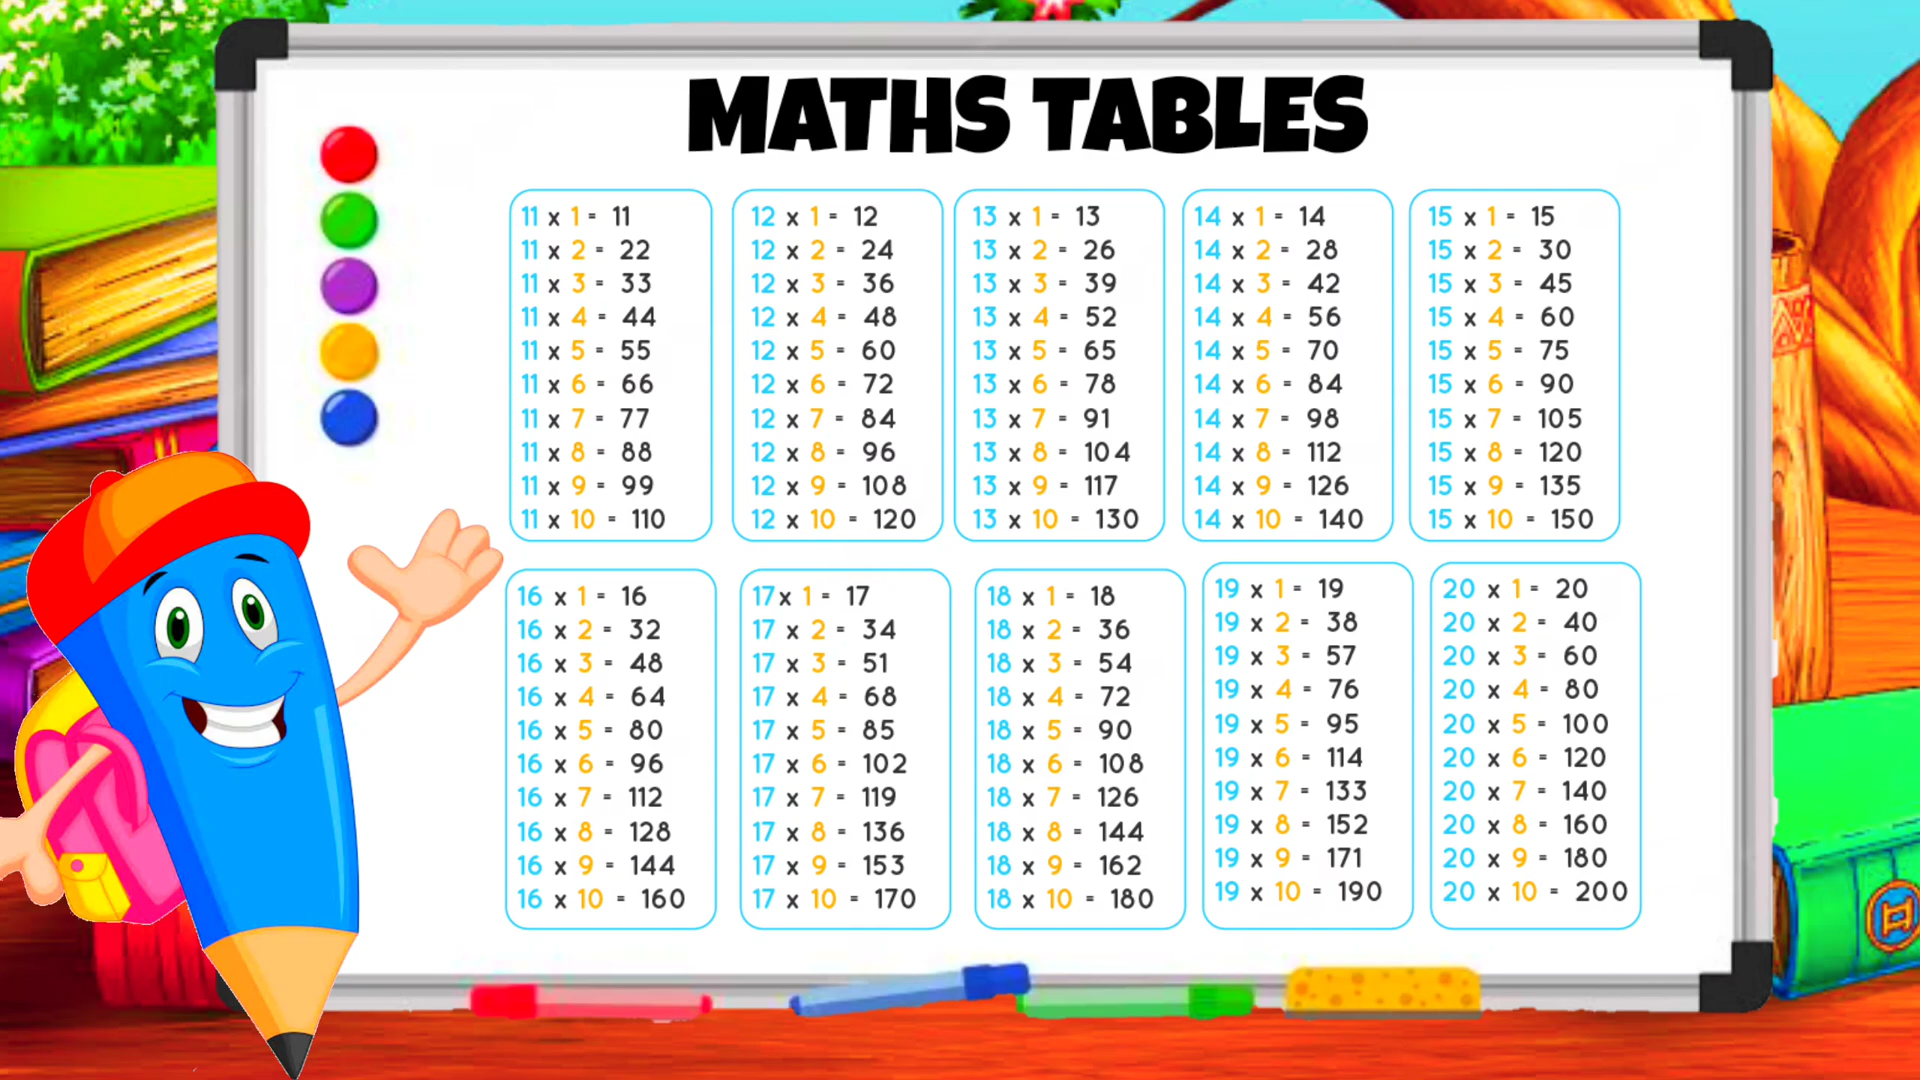 MATHS TABLES
11 x 1 = 11
11 x 2 = 22
11 x 3 = 33
11 x 4 = 44
11 x 5 = 55
11 x 6 = 66
11 x 7 = 77
11 x 8 = 88
11 x 9 = 99
11 x 10 = 110
12 x 1 = 12
12 x 2 = 24
12 x 3 = 36
12 x 4 = 48
12 x 5 = 60
12 x 6 = 72
12 x 7 = 84
12 x 8 = 96
12 x 9 = 108
12 x 10 = 120
13 x 1 = 13
13 x 2 = 26
13 x 3 = 39
13 x 4 = 52
13 x 5 = 65
13 x 6 = 78
13 x 7 = 91
13 x 8 = 104
13 x 9 = 117
13 x 10 = 130
14 x 1 = 14
14 x 2 = 28
14 x 3 = 42
14 x 4 = 56
14 x 5 = 70
14 x 6 = 84
14 x 7 = 98
14 x 8 = 112
14 x 9 = 126
14 x 10 = 140
15 x 1 = 15
15 x 2 = 30
15 x 3 = 45
15 x 4 = 60
15 x 5 = 75
15 x 6 = 90
15 x 7 = 105
15 x 8 = 120
15 x 9 = 135
15 x 10 = 150
16 x 1 = 16
16 x 2 = 32
16 x 3 = 48
16 x 4 = 64
16 x 5 = 80
16 x 6 = 96
16 x 7 = 112
16 x 8 = 128
16 x 9 = 144
16 x 10 = 160
17 x 1 = 17
17 x 2 = 34
17 x 3 = 51
17 x 4 = 68
17 x 5 = 85
17 x 6 = 102
17 x 7 = 119
17 x 8 = 136
17 x 9 = 153
17 x 10 = 170
18 x 1 = 18
18 x 2 = 36
18 x 3 = 54
18 x 4 = 72
18 x 5 = 90
18 x 6 = 108
18 x 7 = 126
18 x 8 = 144
18 x 9 = 162
18 x 10 = 180
19 x 1 = 19
19 x 2 = 38
19 x 3 = 57
19 x 4 = 76
19 x 5 = 95
19 x 6 = 114
19 x 7 = 133
19 x 8 = 152
19 x 9 = 171
19 x 10 = 190
20 x 1 = 20
20 x 2 = 40
20 x 3 = 60
20 x 4 = 80
20 x 5 = 100
20 x 6 = 120
20 x 7 = 140
20 x 8 = 160
20 x 9 = 180
20 x 10 = 200